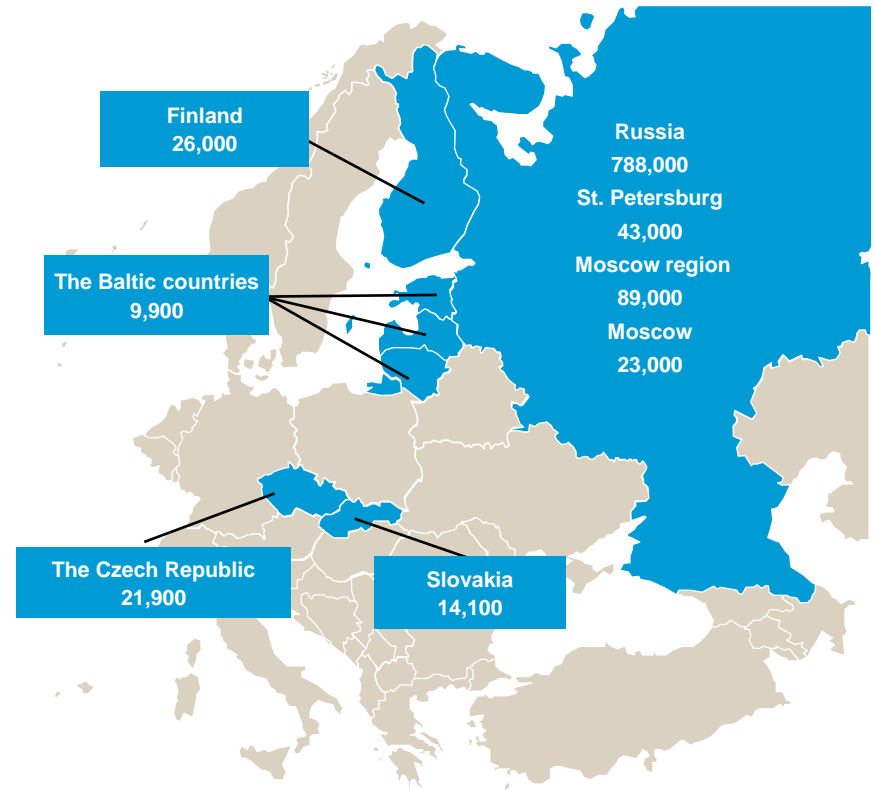 Finland
26,000
Russia
788,000
St. Petersburg
43,000
Moscow region
89,000
Moscow
23,000
The Baltic countries
9,900
The Czech Republic
21,900
Slovakia
14,100